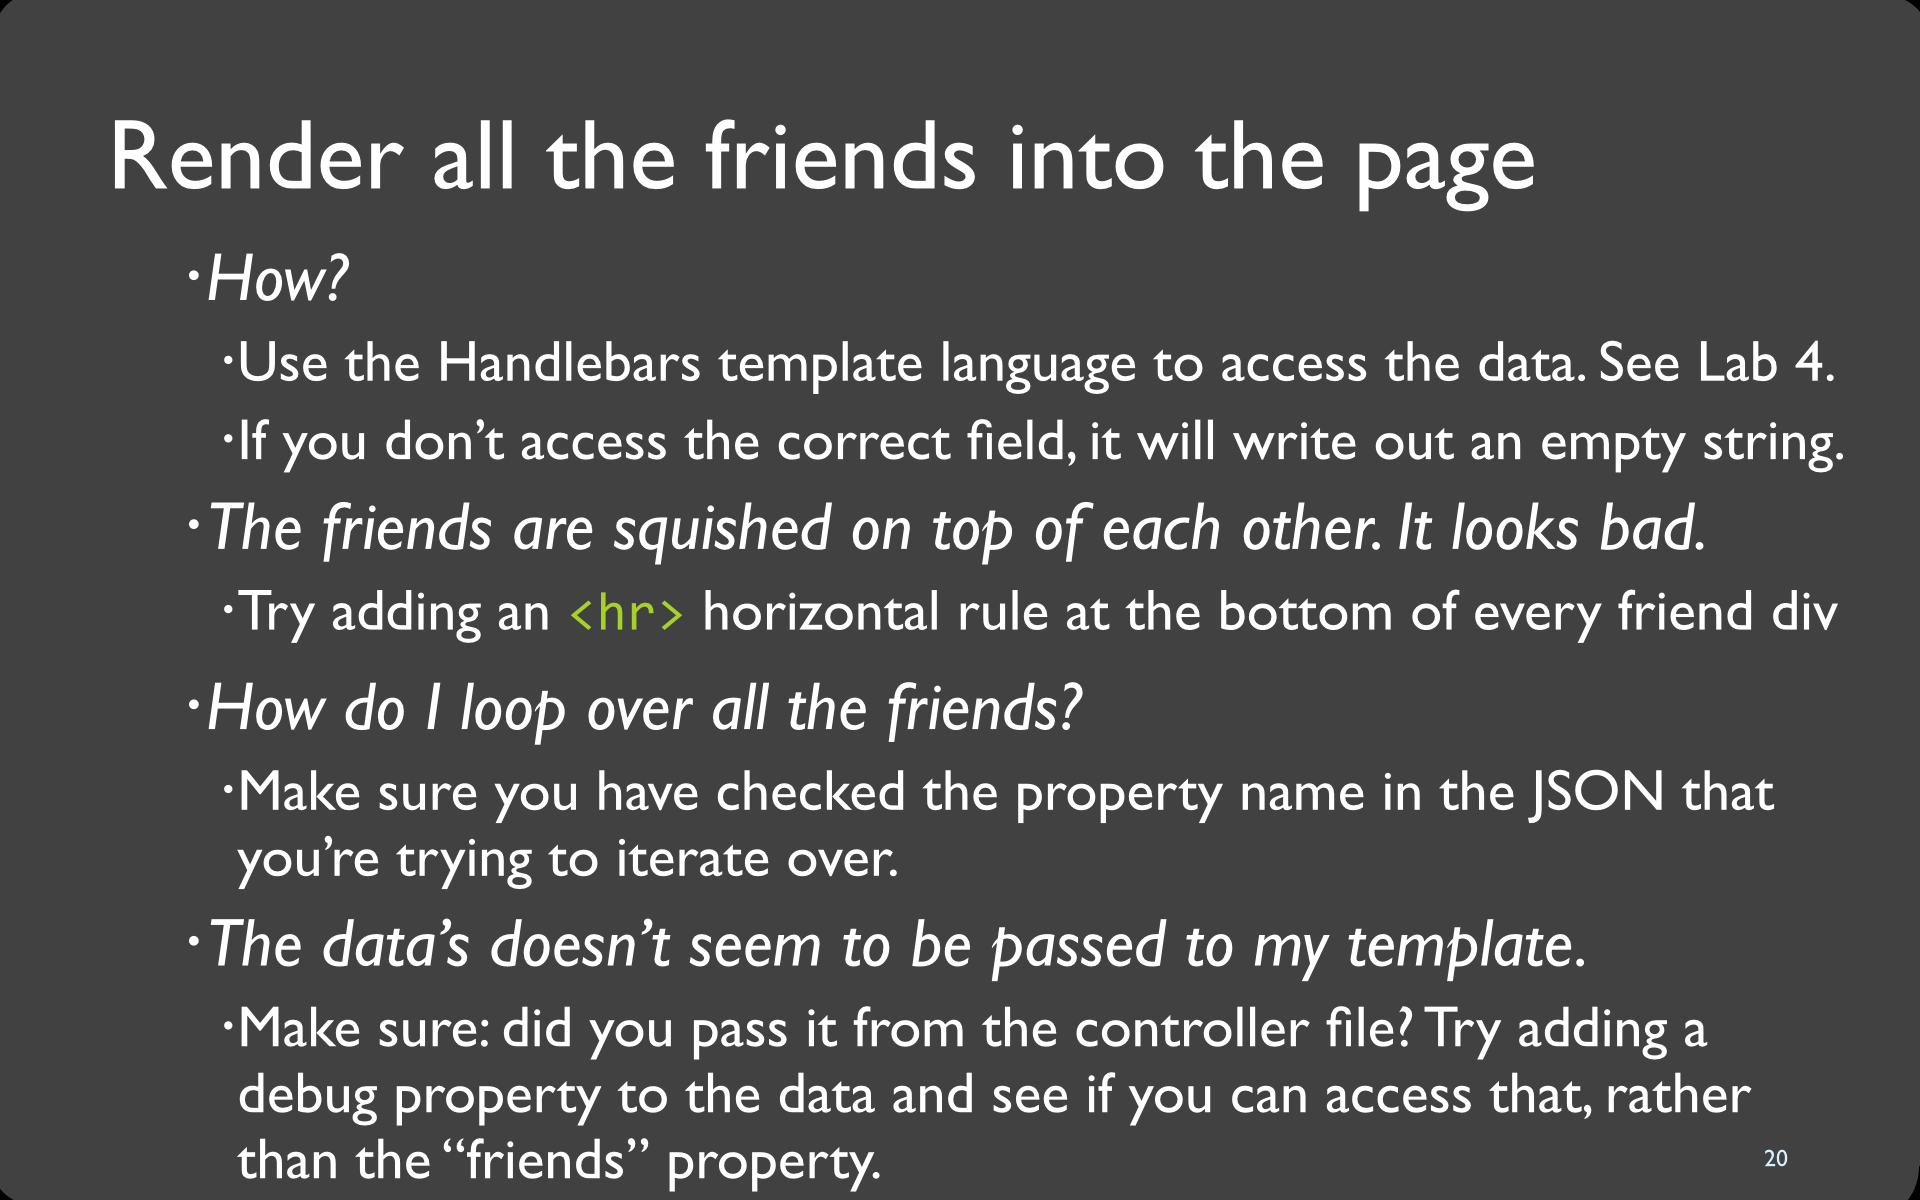 Render all the friends into the page
· How?
· Use the Handlebars template language to access the data. See Lab 4.
· If you don’t access the correct field, it will write out an empty string.
· The friends are squished on top of each other. It looks bad.
· Try adding an <hr> horizontal rule at the bottom of every friend div
· How do I loop over all the friends?
· Make sure you have checked the property name in the JSON that
you’re trying to iterate over.
· The data’s doesn’t seem to be passed to my template.
· Make sure: did you pass it from the controller file? Try adding a
debug property to the data and see if you can access that, rather
than the “friends” property.
20